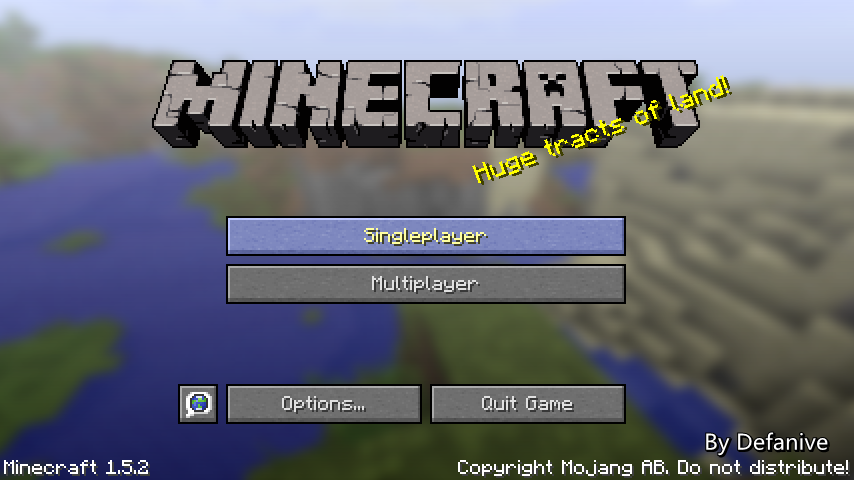 MINECRAFT
Huge tracts of land!
Singleplayer
Multiplayer
Options...
Quit Game
By Defanive
Minecraft 1.5.2
Copyright Mojang AB. Do not distribute!